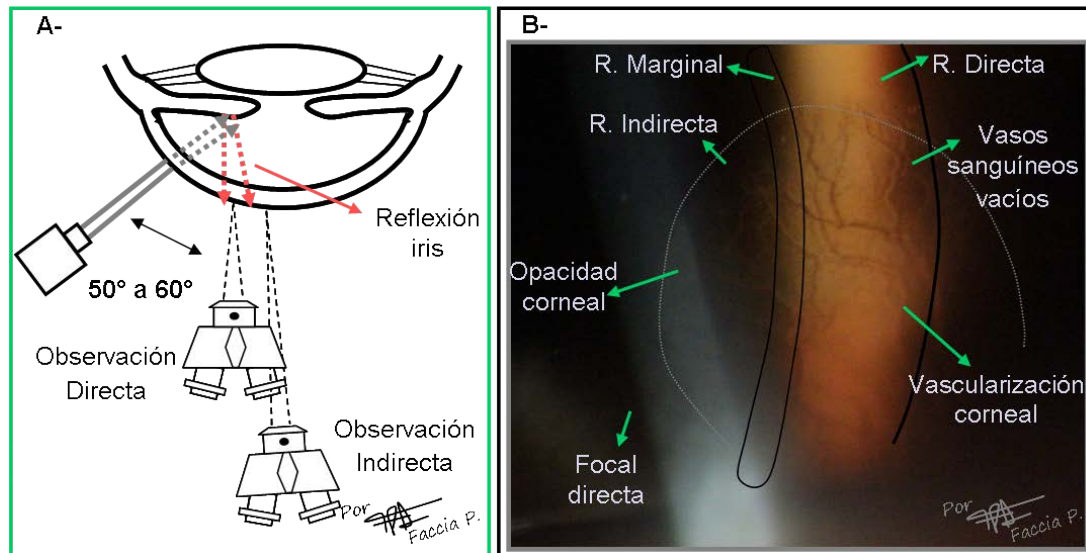 A-
Reflexión
iris
50° a 60°
Observación
Directa
Observación
Indirecta
Por
Faccia P.
B-
R. Marginal
R. Directa
R. Indirecta
Vasos
sanguíneos
vacíos
Opacidad
corneal
Vascularización
corneal
Focal
directa
Por
Faccia P.